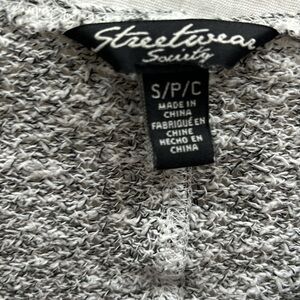 Streetwear
Society
S/P/C
MADE IN
CHINA
FABRIQUÉ EN
CHINE
HECHO EN
CHINA